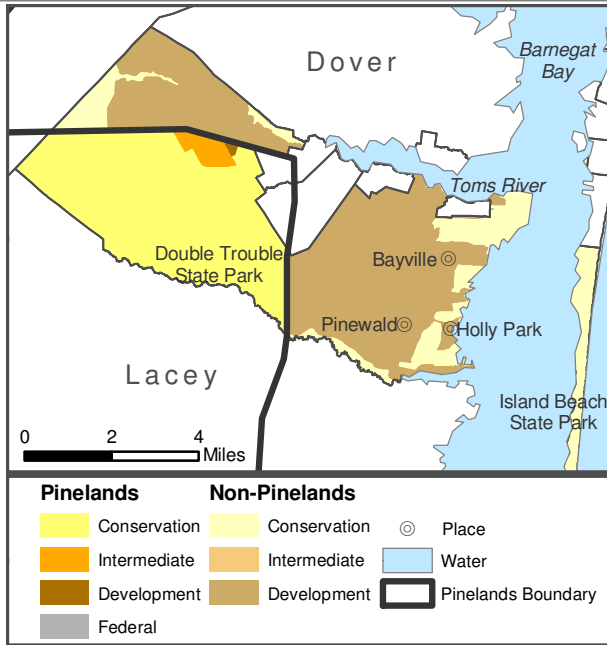 Barnegat
Bay
Dover
Toms River
Double Trouble
State Park
Bayville
Pinewald
Holly Park
Lacey
Island Beach
State Park
0 2 4
Miles
Pinelands Non-Pinelands
Conservation Conservation Place
Intermediate Intermediate Water
Development Development Pinelands Boundary
Federal